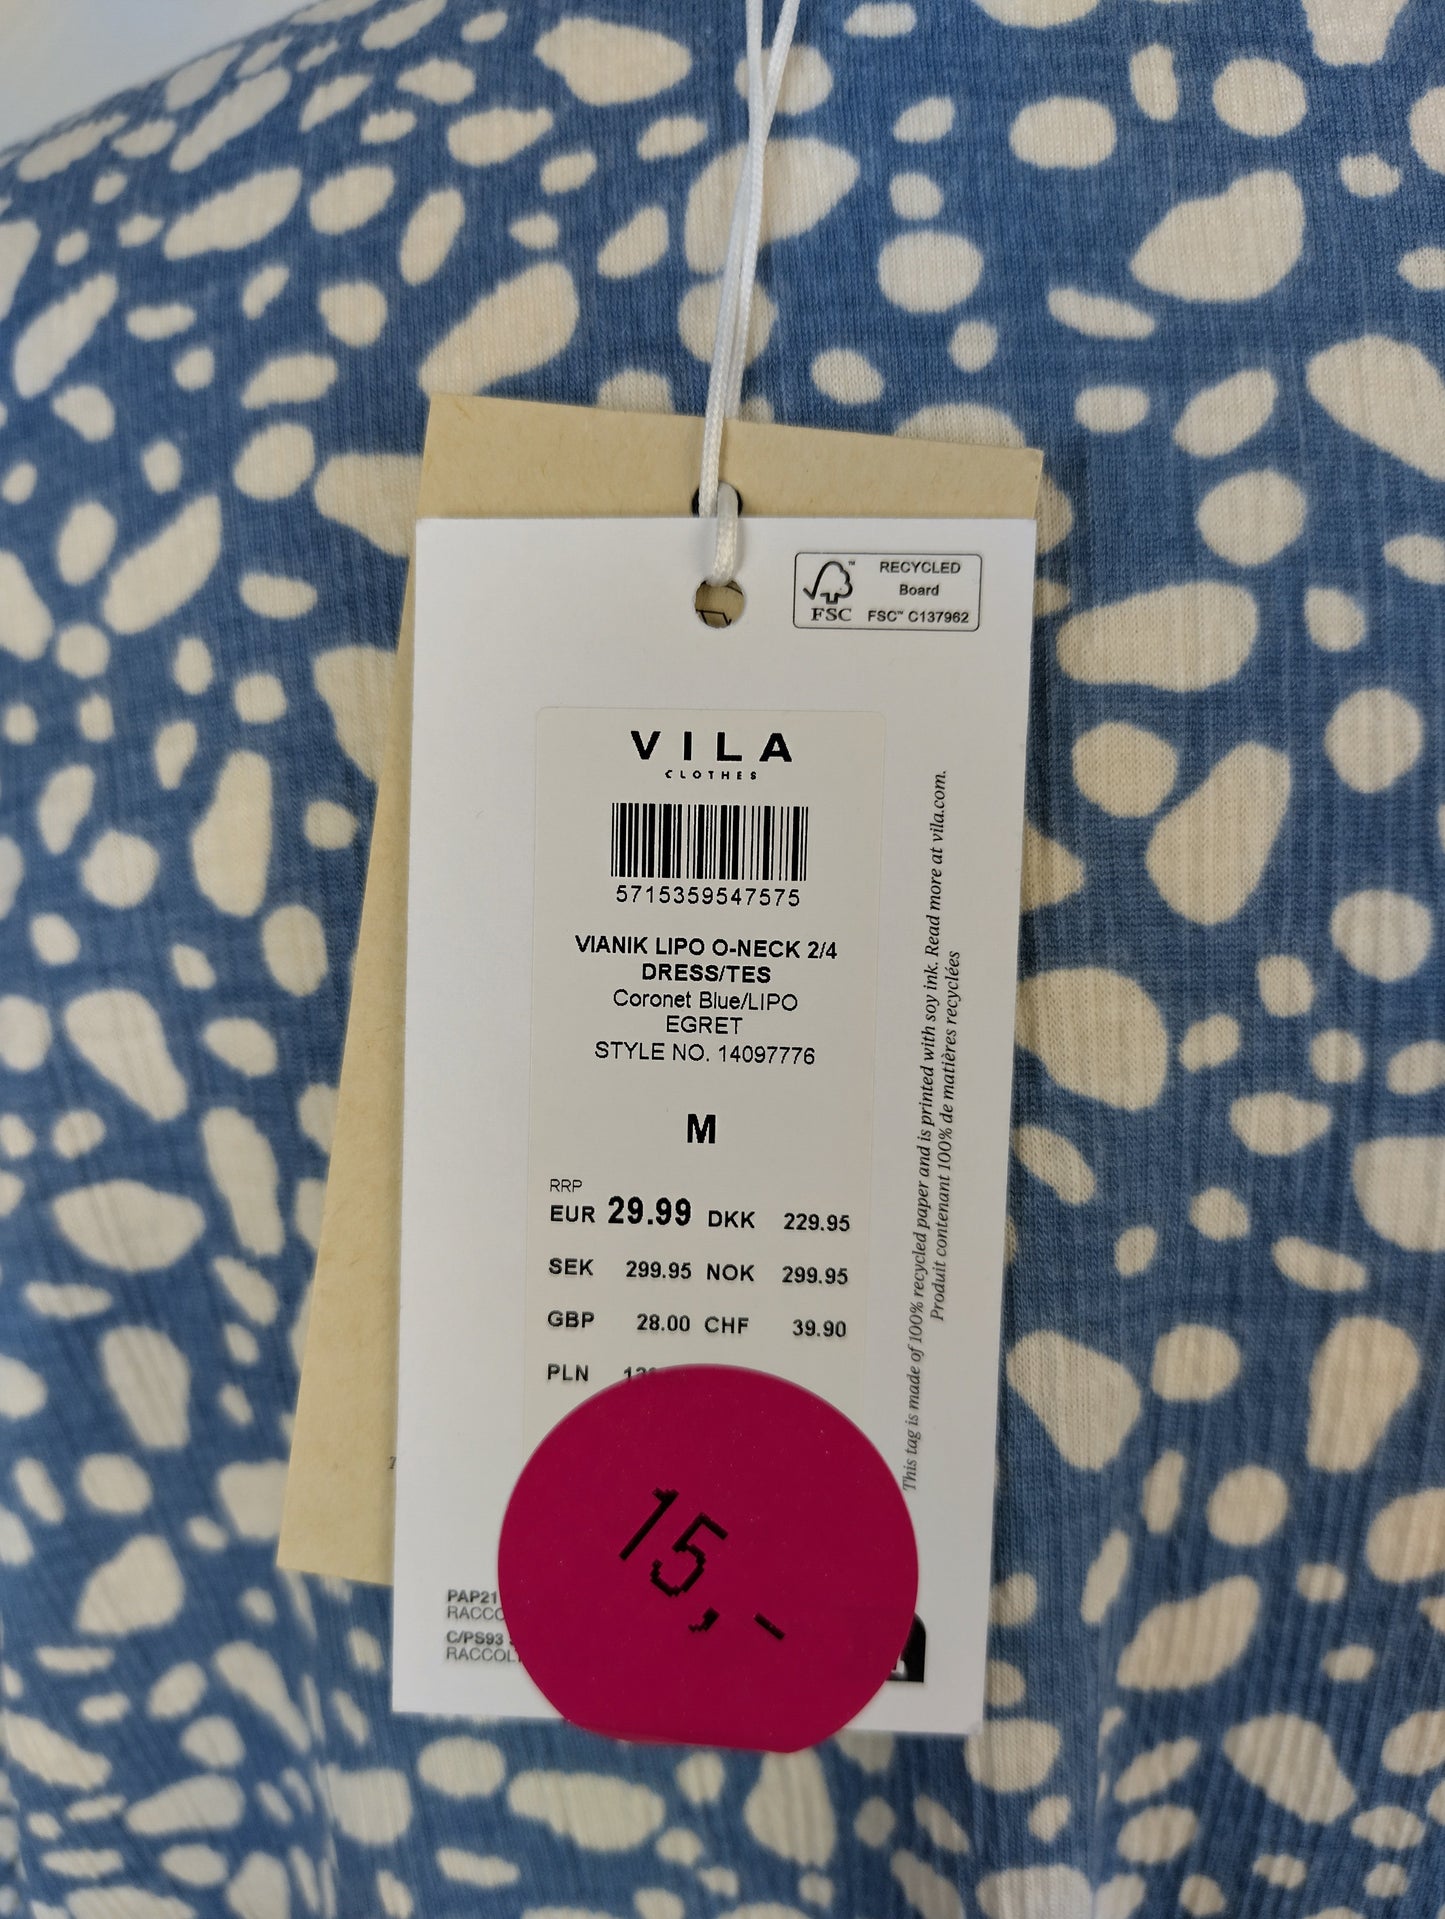 RECYCLED
Board
FSC FSC™ C137962
VILA
CLOTHES
5715359547575
VIANIK LIPO O-NECK 2/4
DRESS/TES
Coronet Blue/LIPO
EGRET
STYLE NO. 14097776
M
RRP
EUR 29.99 DKK 229.95
SEK 299.95 NOK 299.95
GBP 28.00 CHF 39.90
PLN
15,-
PAP21
C/PS93
This tag is made of 100% recycled paper and is printed with soy ink. Read more at vila.com.
Produit contenant 100% de matières recyclées